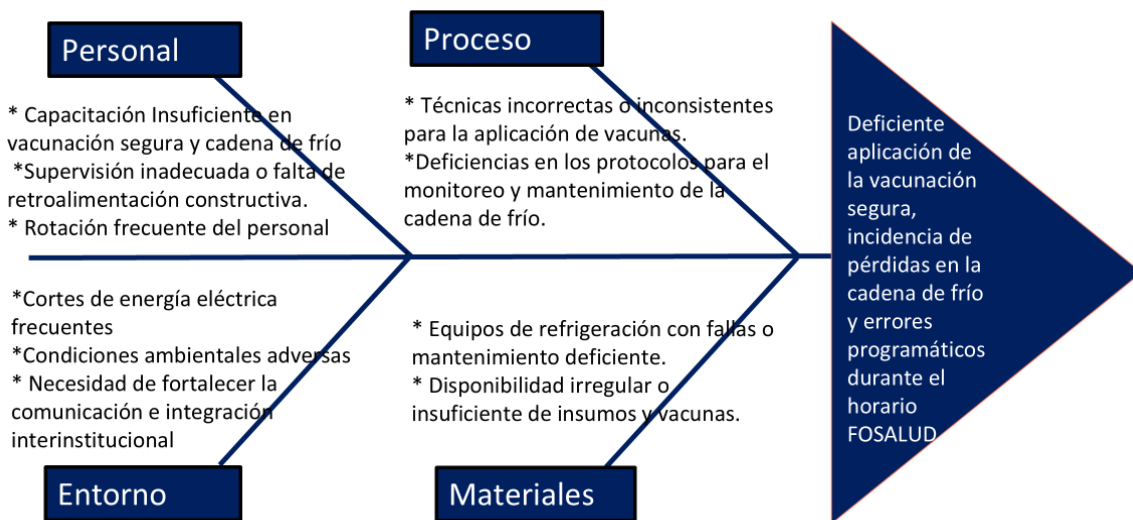 Personal
* Capacitación Insuficiente en
vacunación segura y cadena de frío
*Supervisión inadecuada o falta de
retroalimentación constructiva.
* Rotación frecuente del personal
Proceso
* Técnicas incorrectas o inconsistentes
para la aplicación de vacunas.
*Deficiencias en los protocolos para el
monitoreo y mantenimiento de la
cadena de frío.
*Cortes de energía eléctrica
frecuentes
*Condiciones ambientales adversas
* Necesidad de fortalecer la
comunicación e integración
interinstitucional
Entorno
* Equipos de refrigeración con fallas o
mantenimiento deficiente.
* Disponibilidad irregular o
insuficiente de insumos y vacunas.
Materiales
Deficiente
aplicación de
la vacunación
segura,
incidencia de
pérdidas en la
cadena de frío
y errores
programáticos
durante el
horario
FOSALUD